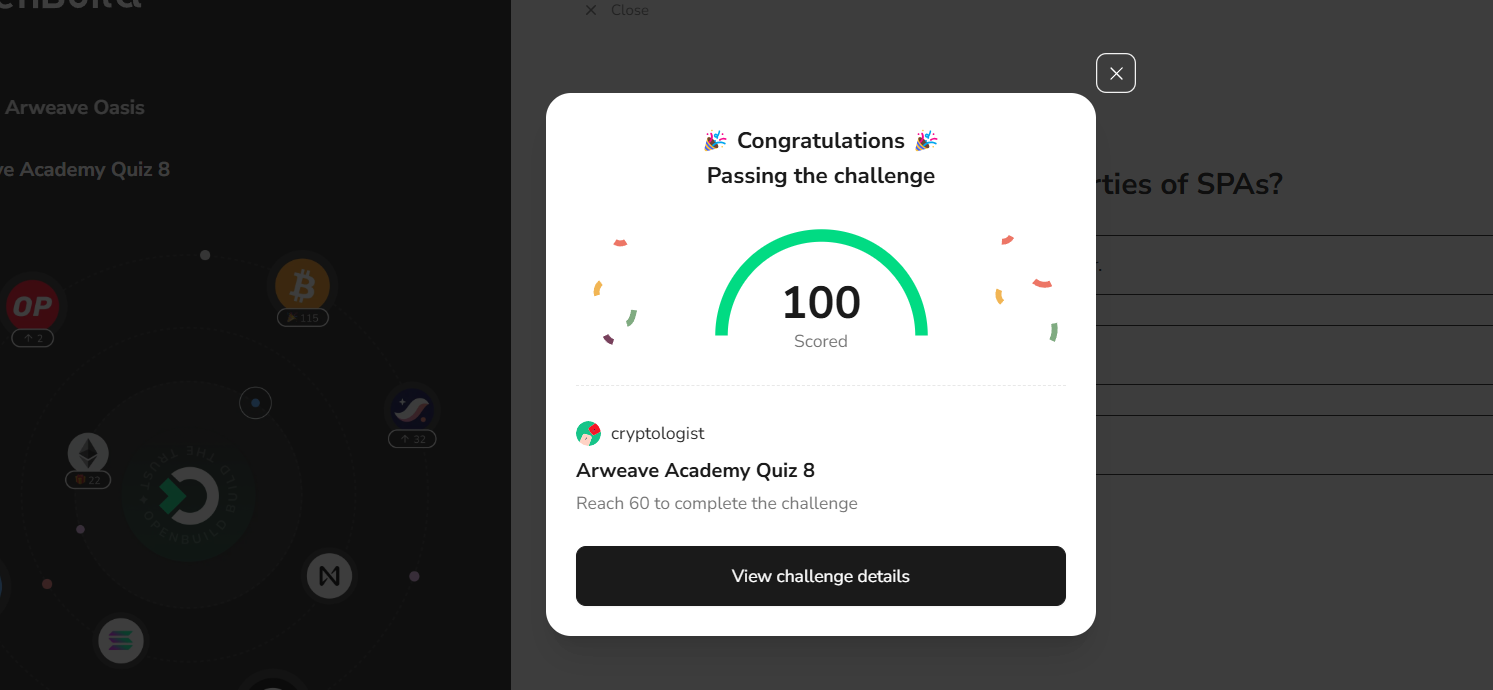 Close
Arweave Oasis
ve Academy Quiz 8
rties of SPAs?
🎉 Congratulations 🎉
Passing the challenge
100
Scored
cryptologist
Arweave Academy Quiz 8
Reach 60 to complete the challenge
View challenge details
OP
2
115
32
22
OPENBUILD
BUILD THE TRUST